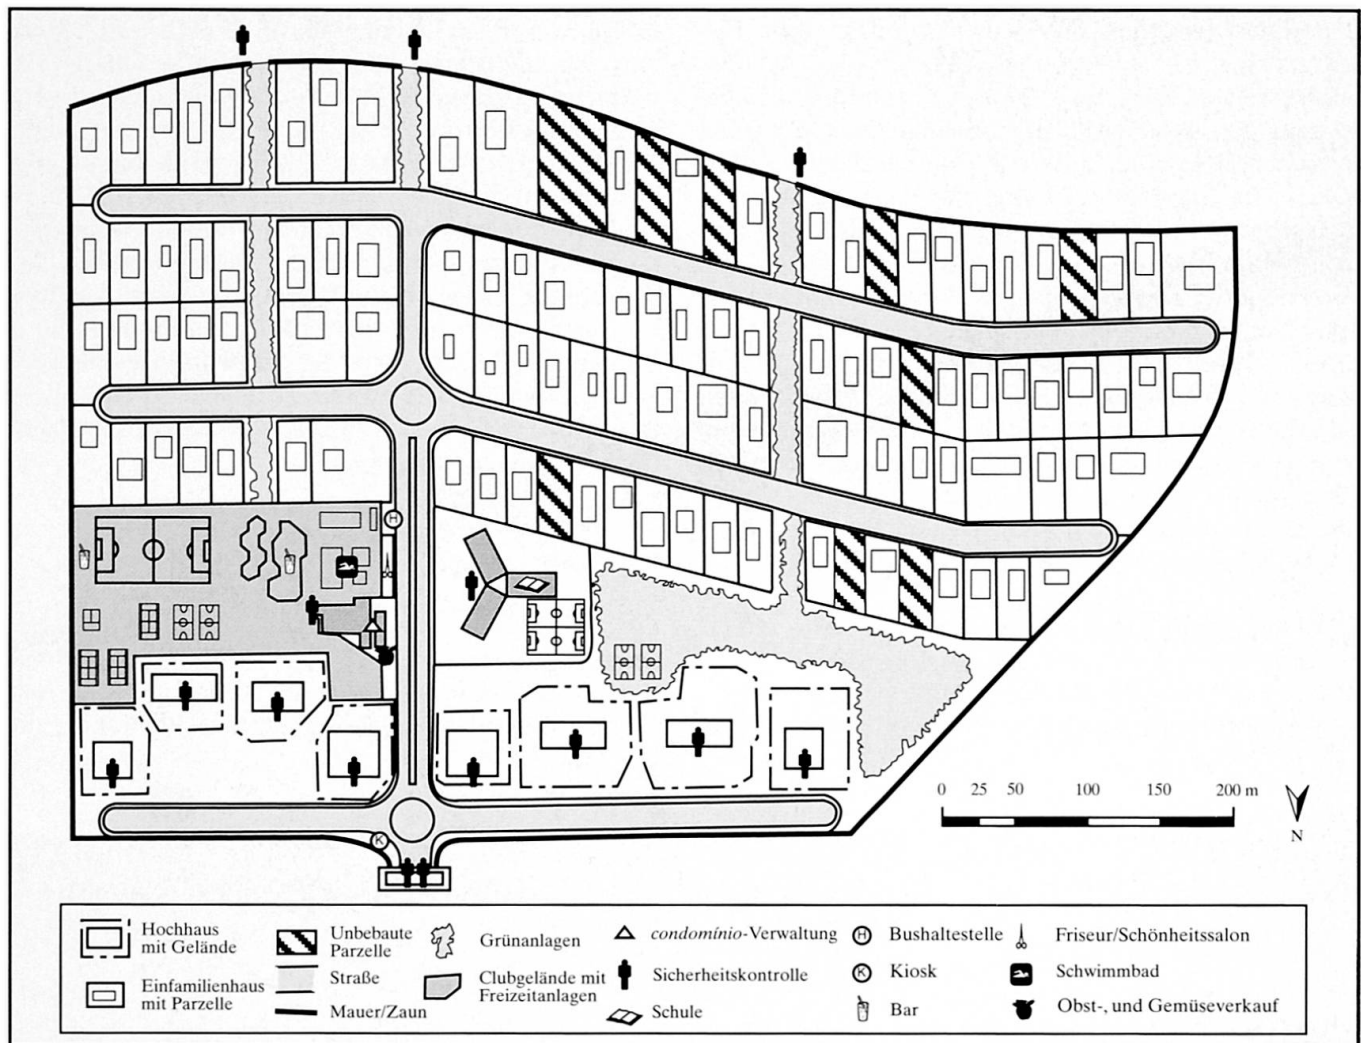 H
K
0 25 50 100 150 200 m
N
Hochhaus
mit Gelände
Einfamilienhaus
mit Parzelle
Unbebaute
Parzelle
Straße
Mauer/Zaun
Grünanlagen
Clubgelände mit
Freizeitanlagen
condomínio-Verwaltung
Sicherheitskontrolle
Schule
H Bushaltestelle
K Kiosk
Bar
Friseur/Schönheitssalon
Schwimmbad
Obst-, und Gemüseverkauf